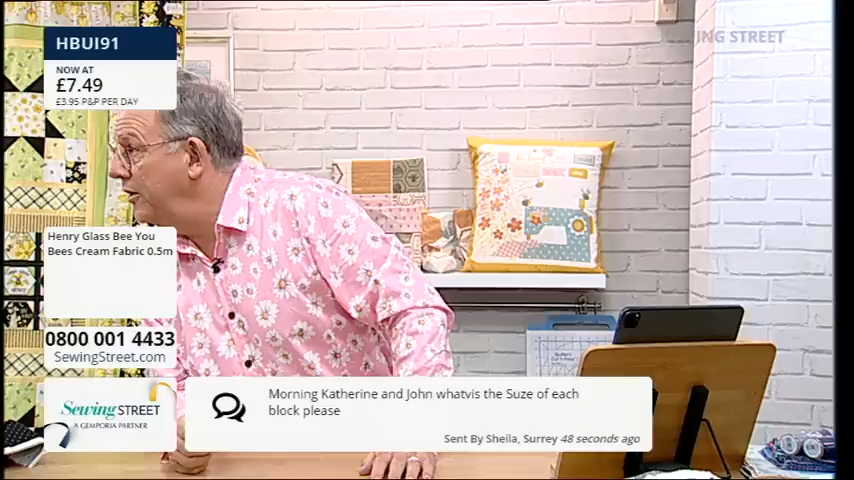 HBUI91
NOW AT
£7.49
£3.95 P&P PER DAY
ING STREET
Henry Glass Bee You
Bees Cream Fabric 0.5m
0800 001 4433
SewingStreet.com
Sewing STREET
A GEMPORIA PARTNER
Morning Katherine and John whatvis the Suze of each
block please
Sent By Sheila, Surrey 48 seconds ago